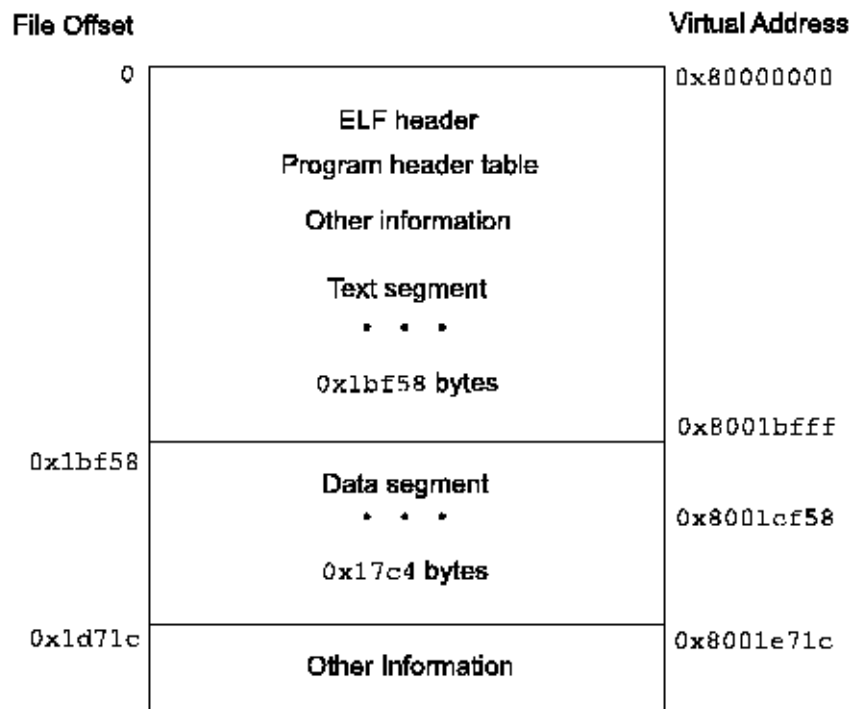 File Offset
Virtual Address
0
0x80000000
ELF header
Program header table
Other information
Text segment
• • •
0x1bf58 bytes
0x8001bfff
0x1bf58
Data segment
• • •
0x8001cf58
0x17c4 bytes
0x1d71c
0x8001e71c
Other Information